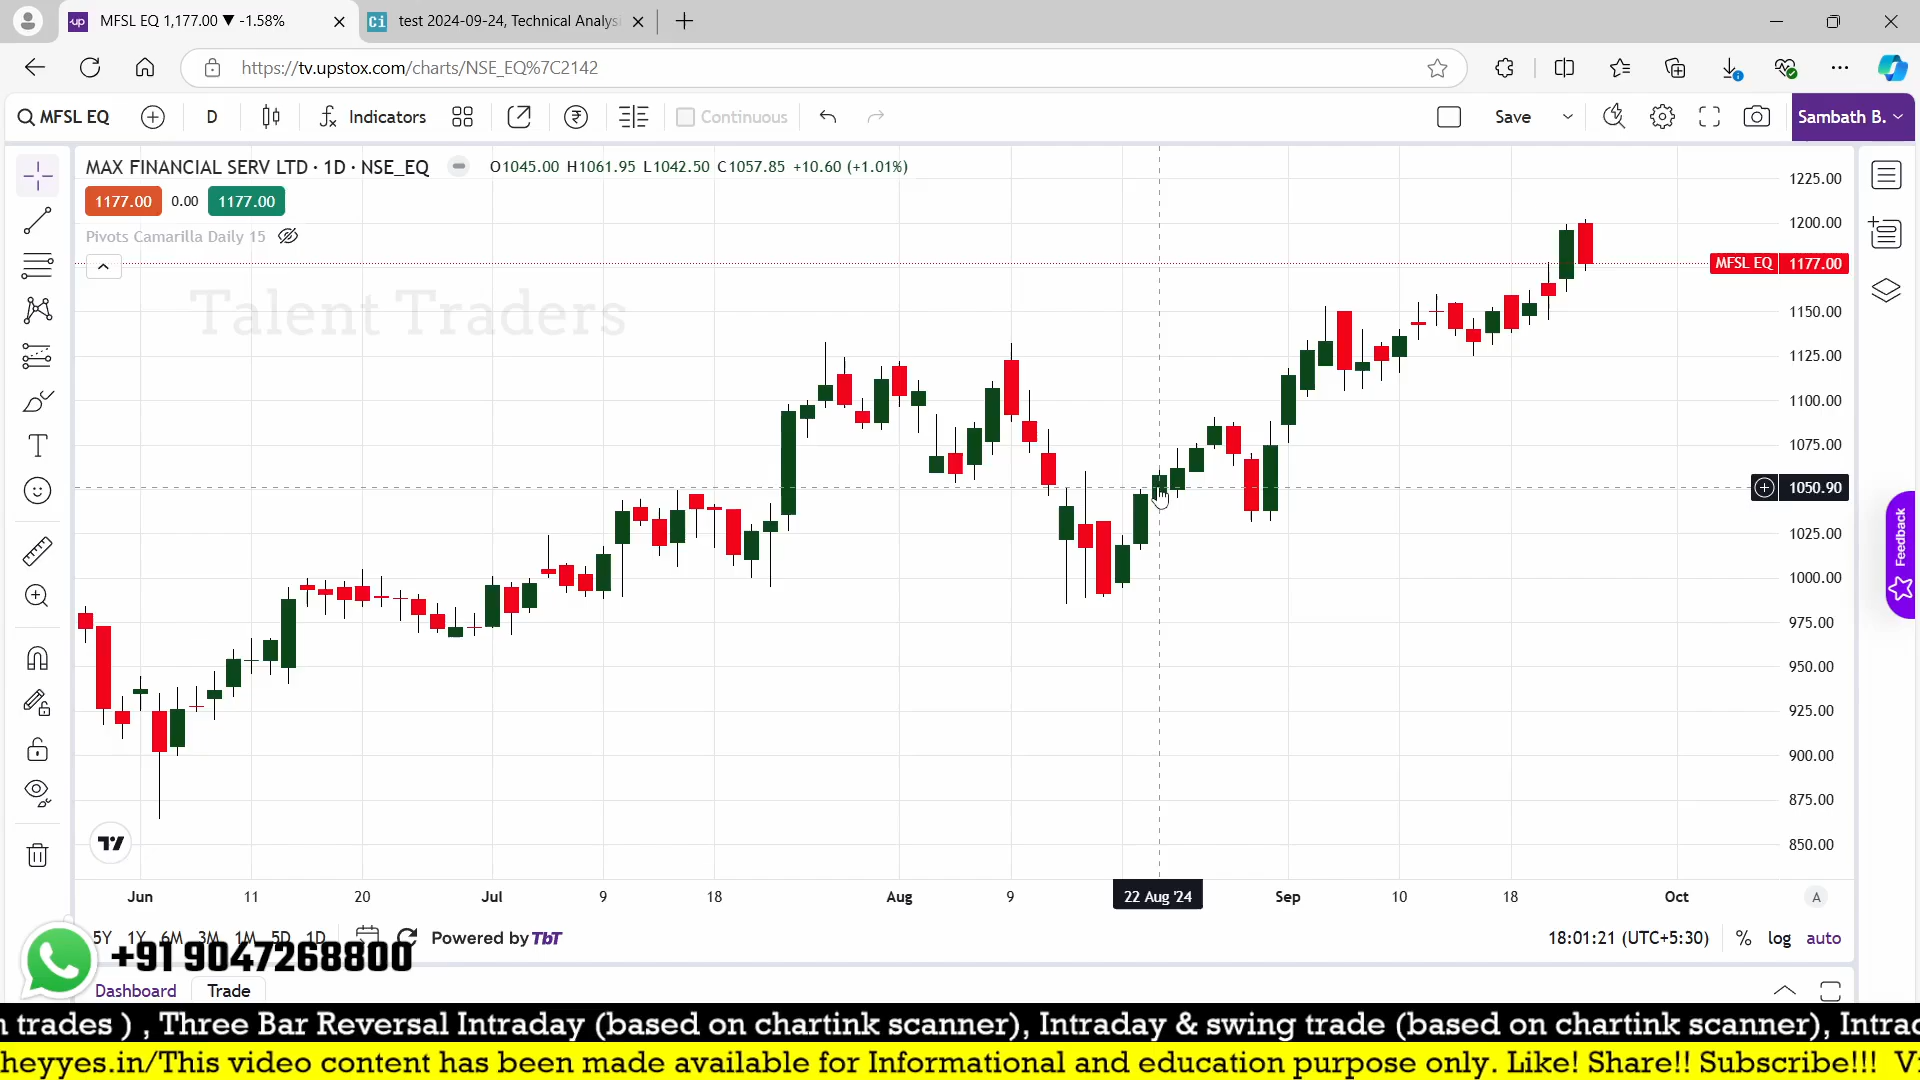 MFSL EQ 1,177.00 ▼ -1.58%
Ci test 2024-09-24, Technical Analys
https://tv.upstox.com/charts/NSE_EQ%7C2142
MFSL EQ D Indicators Continuous Save Sambath B.
MAX FINANCIAL SERV LTD · 1D · NSE_EQ O1045.00 H1061.95 L1042.50 C1057.85 +10.60 (+1.01%)
1177.00 0.00 1177.00
Pivots Camarilla Daily 15
Talent Traders
1225.00
1200.00
MFSL EQ 1177.00
1150.00
1125.00
1100.00
1075.00
1050.90
1025.00
1000.00
975.00
950.00
925.00
900.00
875.00
850.00
Feedback
Jun 11 20 Jul 9 18 Aug 9 22 Aug '24 Sep 10 18 Oct A
5Y 1Y 6M 3M 1M 5D 1D Powered by TbT 18:01:21 (UTC+5:30) % log auto
+91 9047268800
Dashboard Trade
n trades ) , Three Bar Reversal Intraday (based on chartink scanner), Intraday & swing trade (based on chartink scanner), Intrad
heyyes.in/This video content has been made available for Informational and education purpose only. Like! Share!! Subscribe!!! Vi